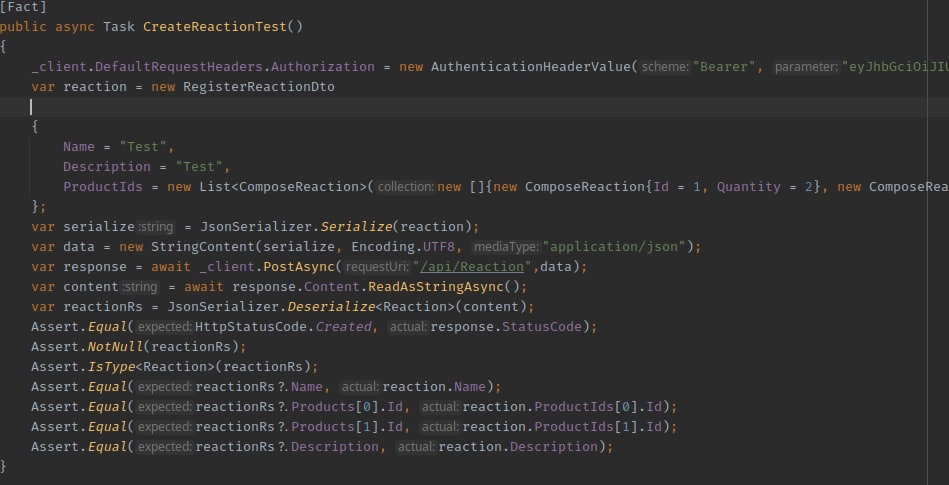 [Fact]
public async Task CreateReactionTest()
{
_client.DefaultRequestHeaders.Authorization = new AuthenticationHeaderValue( scheme: "Bearer", parameter: "eyJhbGciOiJIU
var reaction = new RegisterReactionDto
{
Name = "Test",
Description = "Test",
ProductIds = new List<ComposeReaction>( collection: new []{new ComposeReaction{Id = 1, Quantity = 2}, new ComposeRea
};
var serialize :string = JsonSerializer.Serialize(reaction);
var data = new StringContent(serialize, Encoding.UTF8, mediaType: "application/json");
var response = await _client.PostAsync( requestUri: "/api/Reaction",data);
var content :string = await response.Content.ReadAsStringAsync();
var reactionRs = JsonSerializer.Deserialize<Reaction>(content);
Assert.Equal( expected: HttpStatusCode.Created, actual: response.StatusCode);
Assert.NotNull(reactionRs);
Assert.IsType<Reaction>(reactionRs);
Assert.Equal( expected: reactionRs?.Name, actual: reaction.Name);
Assert.Equal( expected: reactionRs?.Products[0].Id, actual: reaction.ProductIds[0].Id);
Assert.Equal( expected: reactionRs?.Products[1].Id, actual: reaction.ProductIds[1].Id);
Assert.Equal( expected: reactionRs?.Description, actual: reaction.Description);
}